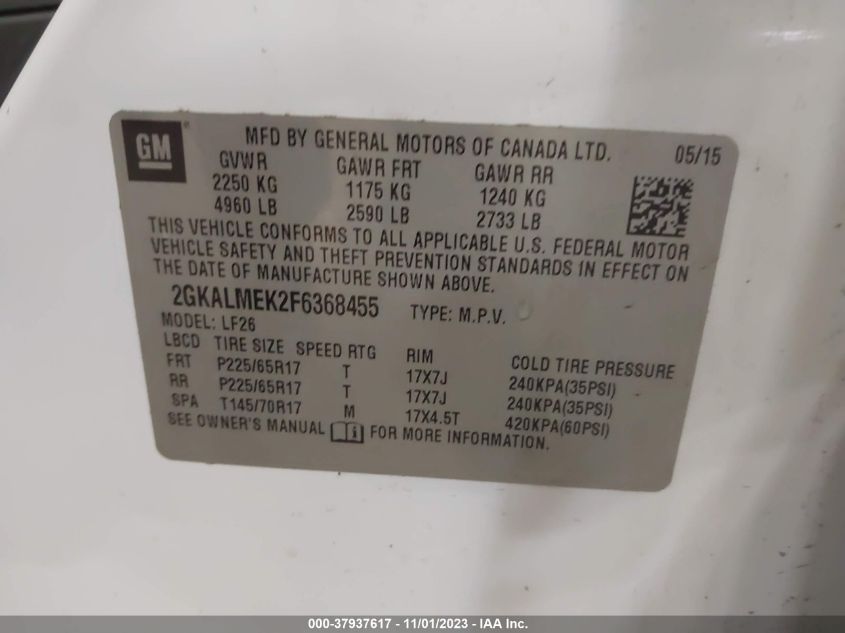 GM ® MFD BY GENERAL MOTORS OF CANADA LTD. 05/15
GVWR GAWR FRT GAWR RR
2250 KG 1175 KG 1240 KG
4960 LB 2590 LB 2733 LB
THIS VEHICLE CONFORMS TO ALL APPLICABLE U.S. FEDERAL MOTOR
VEHICLE SAFETY AND THEFT PREVENTION STANDARDS IN EFFECT ON
THE DATE OF MANUFACTURE SHOWN ABOVE.
2GKALMEK2F6368455 TYPE: M.P.V.
MODEL: LF26
LBCD TIRE SIZE SPEED RTG RIM COLD TIRE PRESSURE
FRT P225/65R17 T 17X7J 240KPA(35PSI)
RR P225/65R17 T 17X7J 240KPA(35PSI)
SPA T145/70R17 M 17X4.5T 420KPA(60PSI)
SEE OWNER'S MANUAL i FOR MORE INFORMATION.
000-37937617 - 11/01/2023 - IAA Inc.